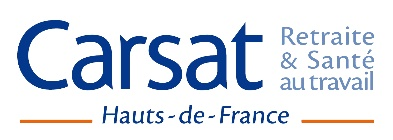 Carsat
Retraite
& Santé
au travail
Hauts-de-France